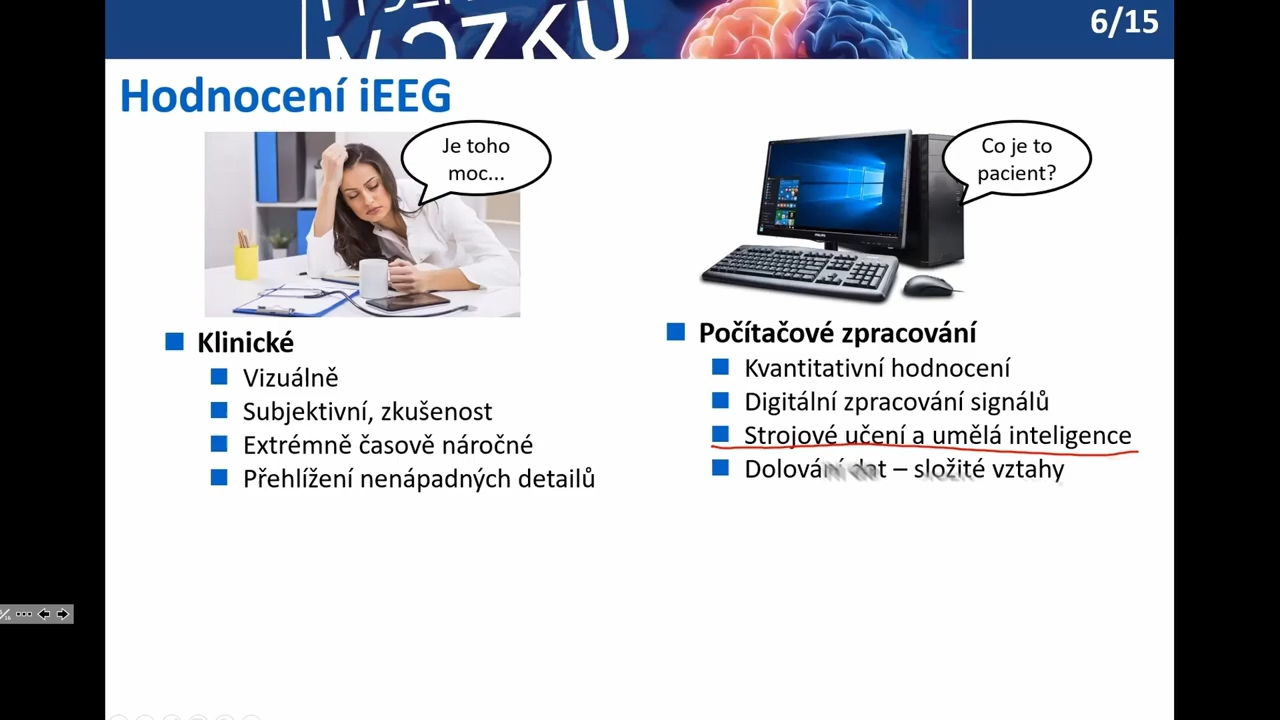 MOZKU
6/15
Hodnocení iEEG
Je toho
moc...
Co je to
pacient?
Klinické
Vizuálně
Subjektivní, zkušenost
Extrémně časově náročné
Přehlížení nenápadných detailů
Počítačové zpracování
Kvantitativní hodnocení
Digitální zpracování signálů
Strojové učení a umělá inteligence
Dolování dat – složité vztahy